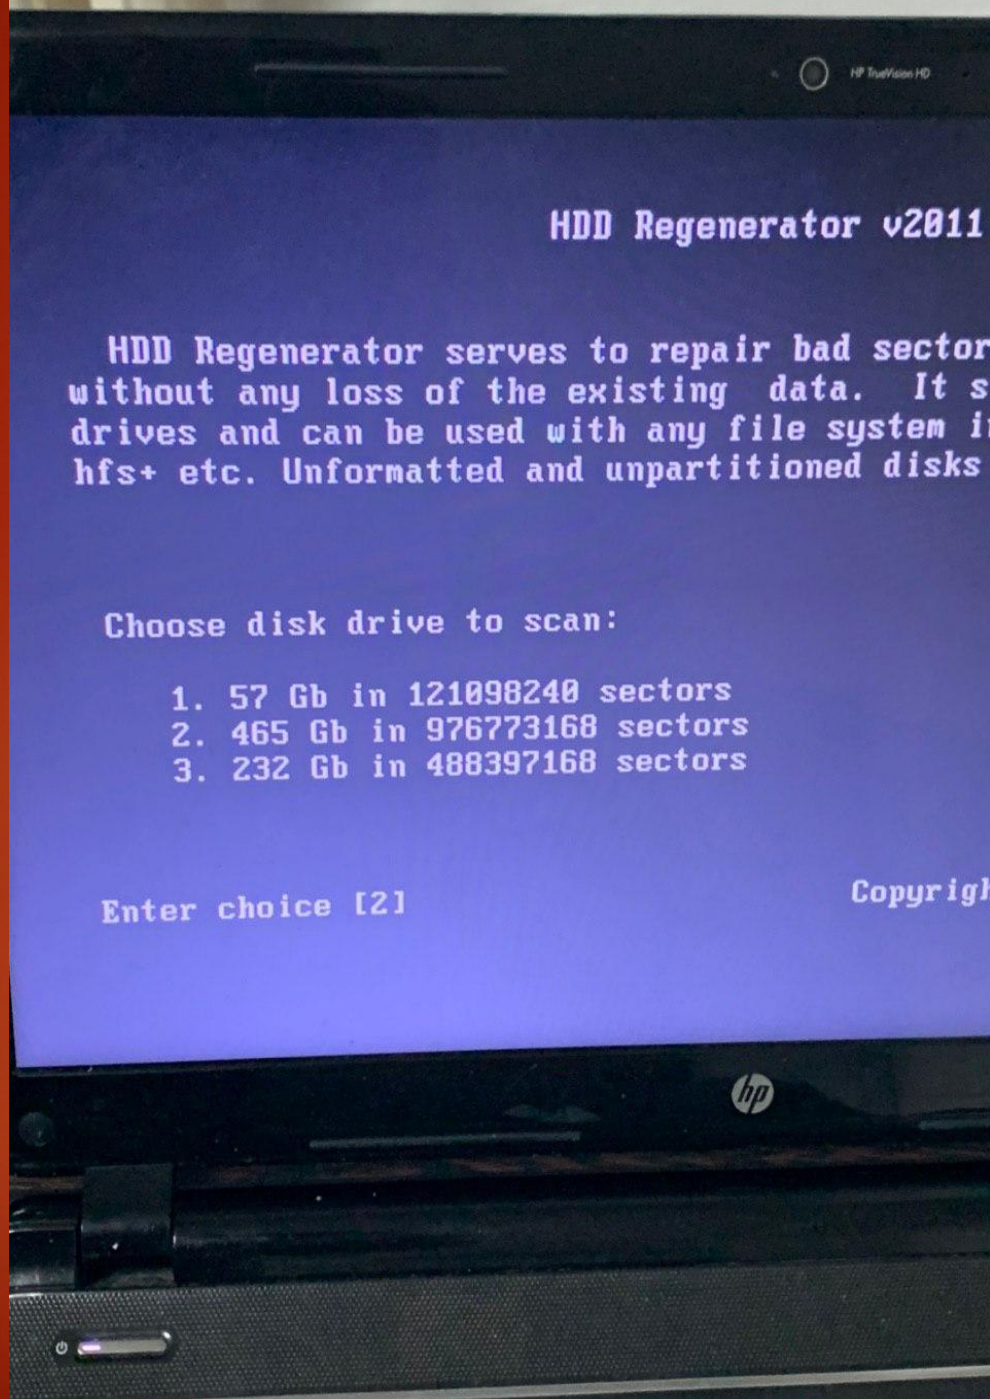 HP TrueVision HD
HDD Regenerator v2011
HDD Regenerator serves to repair bad sector
without any loss of the existing data. It s
drives and can be used with any file system i
hfs+ etc. Unformatted and unpartitioned disks
Choose disk drive to scan:
1. 57 Gb in 121098240 sectors
2. 465 Gb in 976773168 sectors
3. 232 Gb in 488397168 sectors
Enter choice [2]
Copyrigh
hp